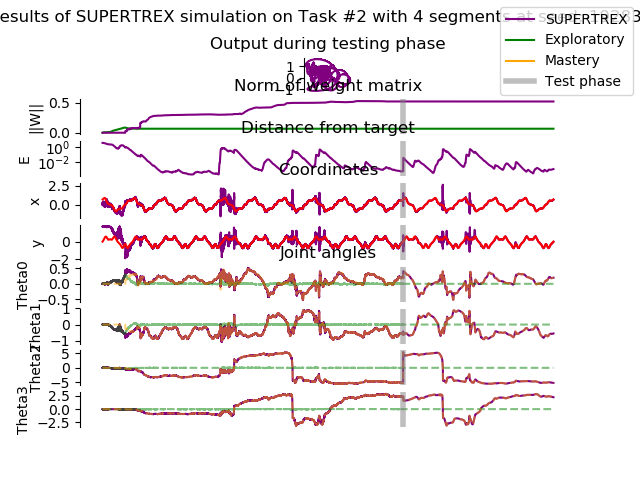 esults of SUPERTREX simulation on Task #2 with 4 segments at
SUPERTREX
Exploratory
Mastery
Test phase
Output during testing phase
1
0
−1
Norm of weight matrix
||W||
0.5
0.0
Distance from target
E
10⁰
10⁻²
Coordinates
x
2.5
0.0
y
0
−2
Joint angles
Theta0
0.5
0.0
−0.5
Theta1
1
0
−1
Theta2
5
0
−5
Theta3
2.5
0.0
−2.5